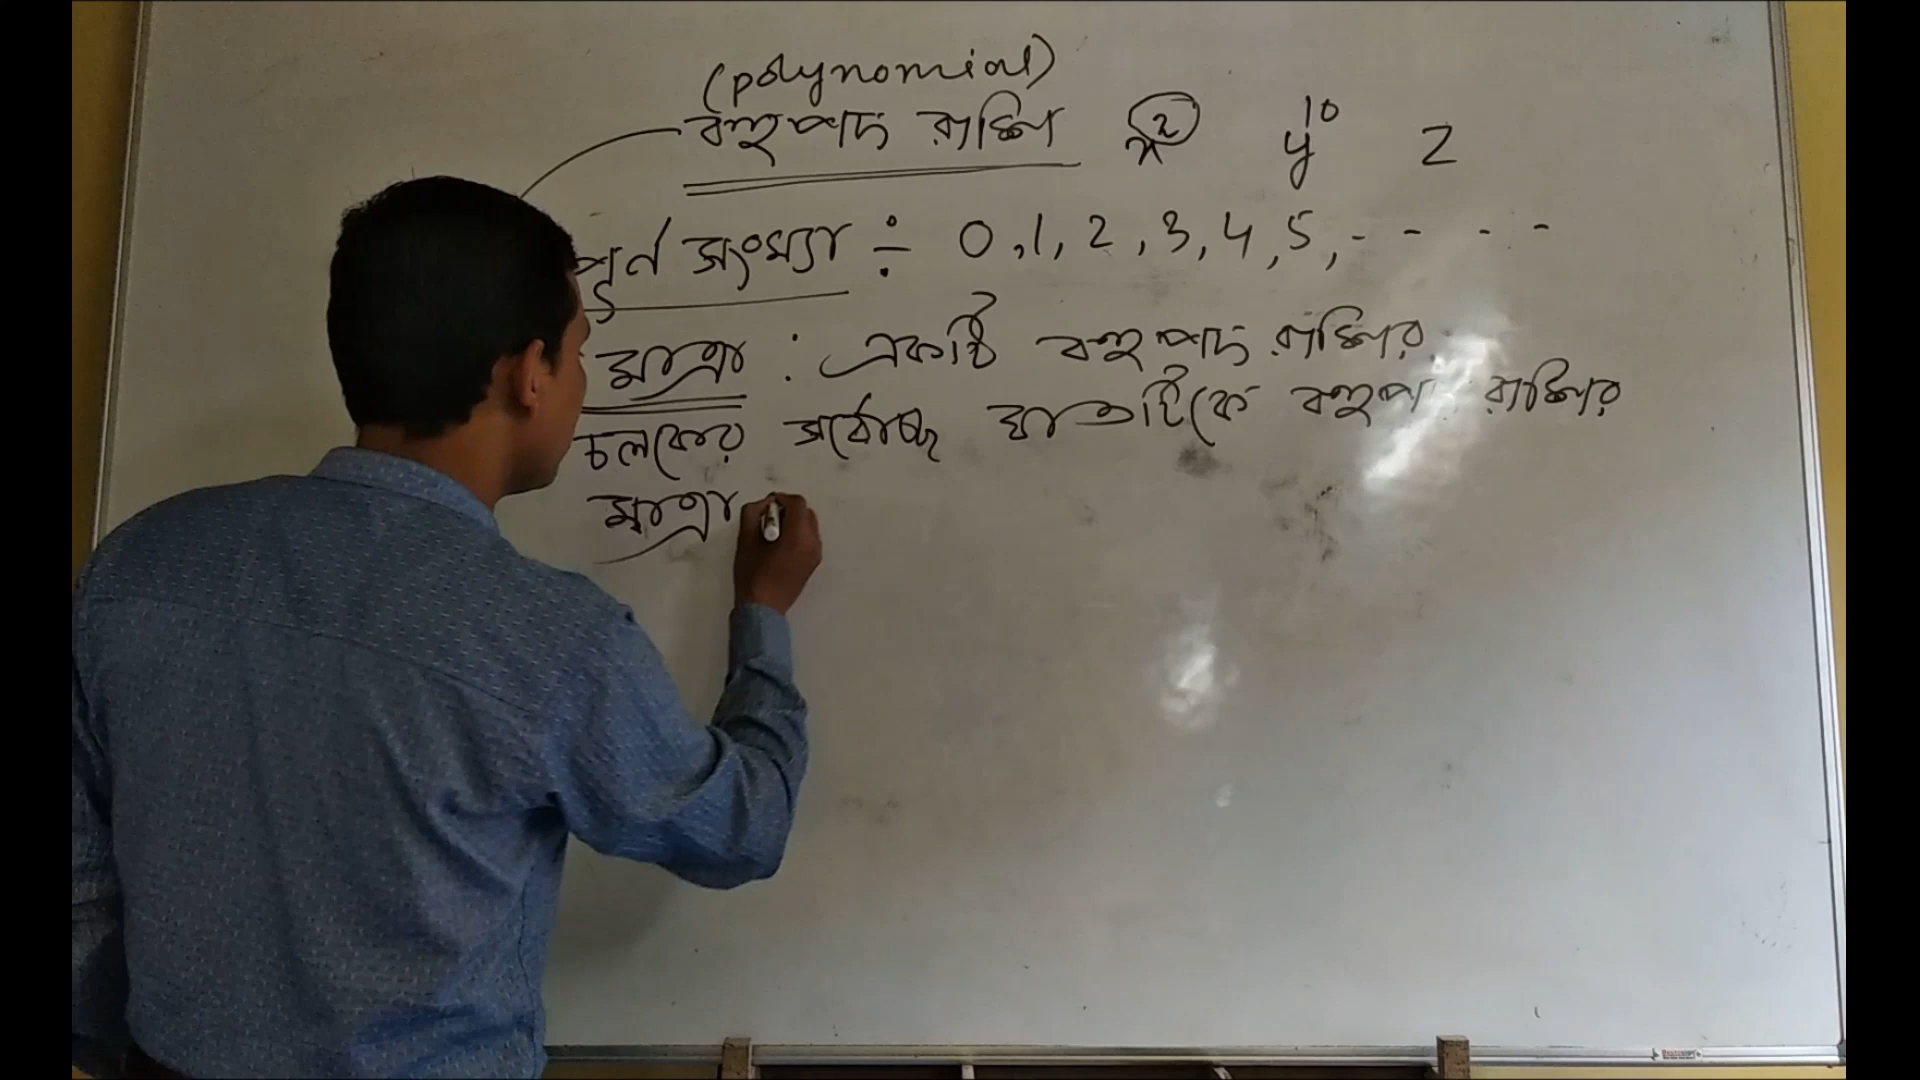 (polynomial)
বহুপদ রাশি x² y¹⁰ z
পূর্ণ সংখ্যা ÷ 0, 1, 2, 3, 4, 5, - - - -
মাত্রা : একটি বহুপদ রাশির
চলকের সর্বোচ্চ ঘাতটিকে বহুপদ রাশির
মাত্রা